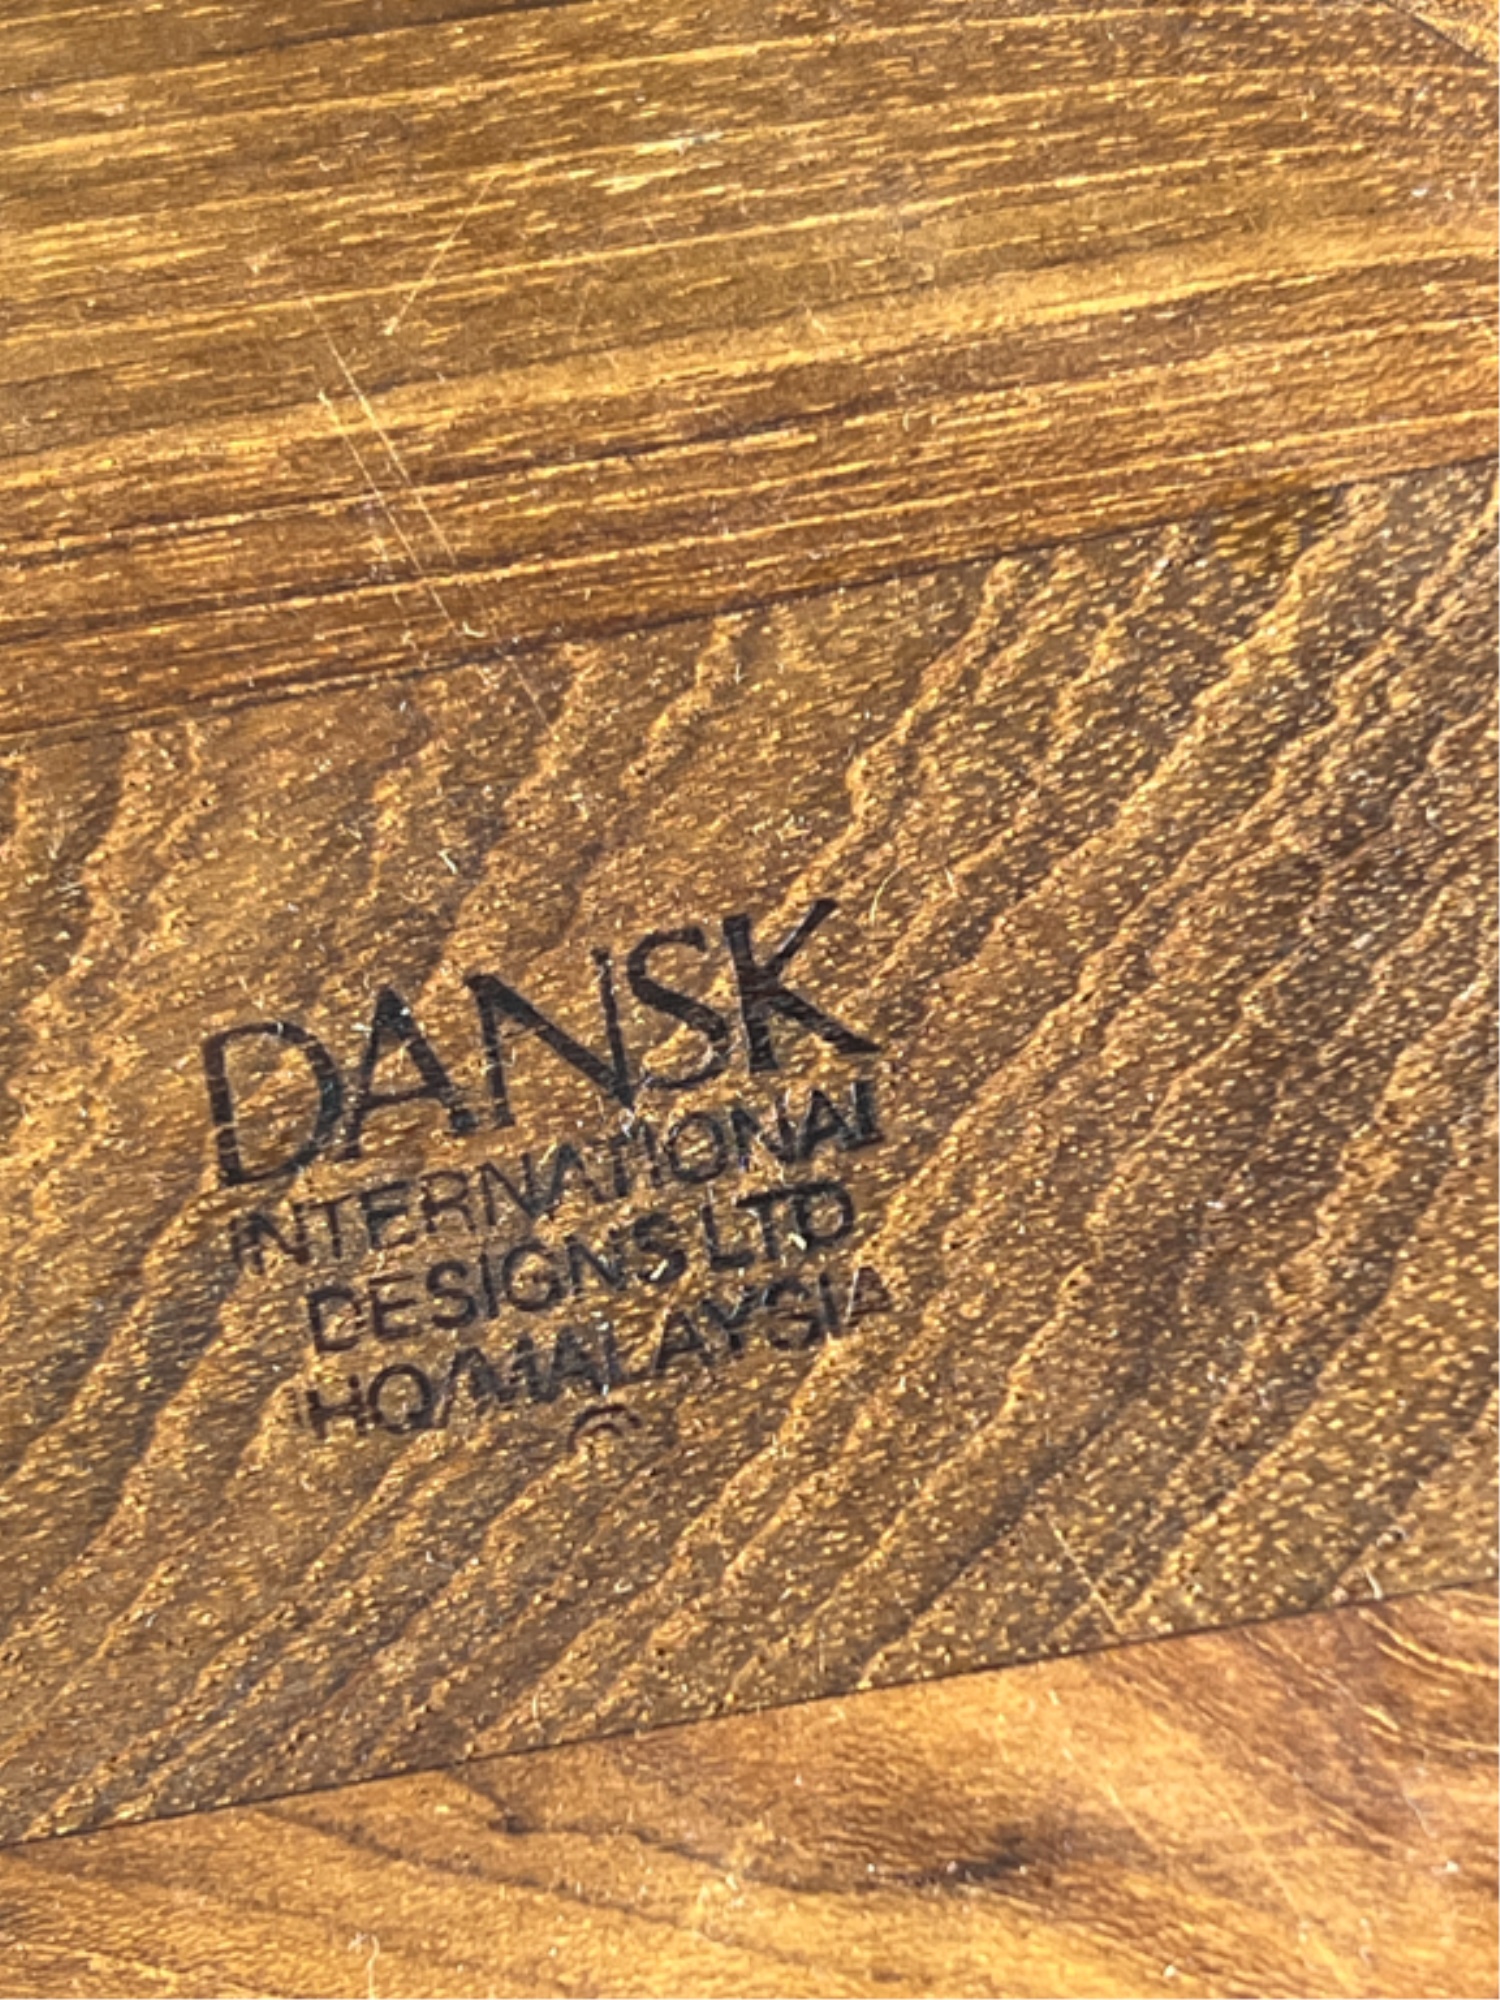 DANSK
INTERNATIONAL
DESIGNS LTD
HQ/MALAYSIA
©